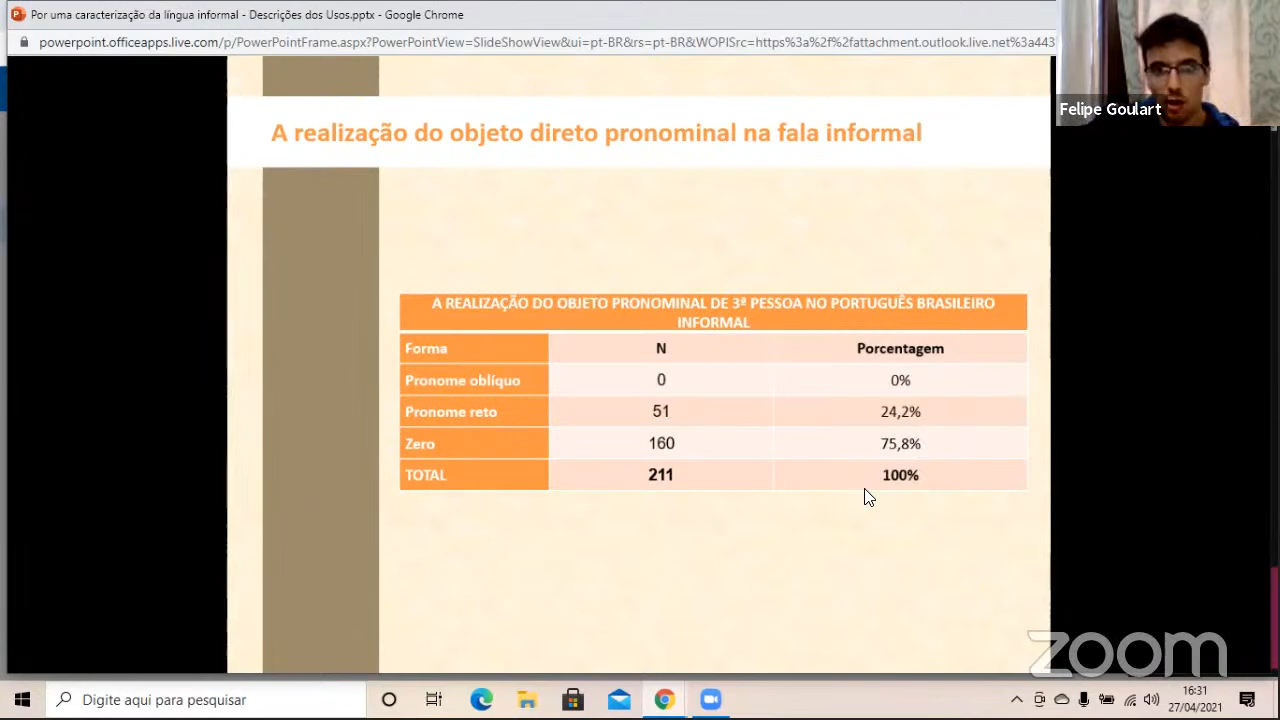 Por uma caracterização da língua informal - Descrições dos Usos.pptx - Google Chrome
powerpoint.officeapps.live.com/p/PowerPointFrame.aspx?PowerPointView=SlideShowView&ui=pt-BR&rs=pt-BR&WOPISrc=https%3a%2f%2fattachment.outlook.live.net%3a443
Felipe Goulart
A realização do objeto direto pronominal na fala informal
A REALIZAÇÃO DO OBJETO PRONOMINAL DE 3ª PESSOA NO PORTUGUÊS BRASILEIRO
INFORMAL
Forma N Porcentagem
Pronome oblíquo 0 0%
Pronome reto 51 24,2%
Zero 160 75,8%
TOTAL 211 100%
zoom
Digite aqui para pesquisar
16:31
27/04/2021